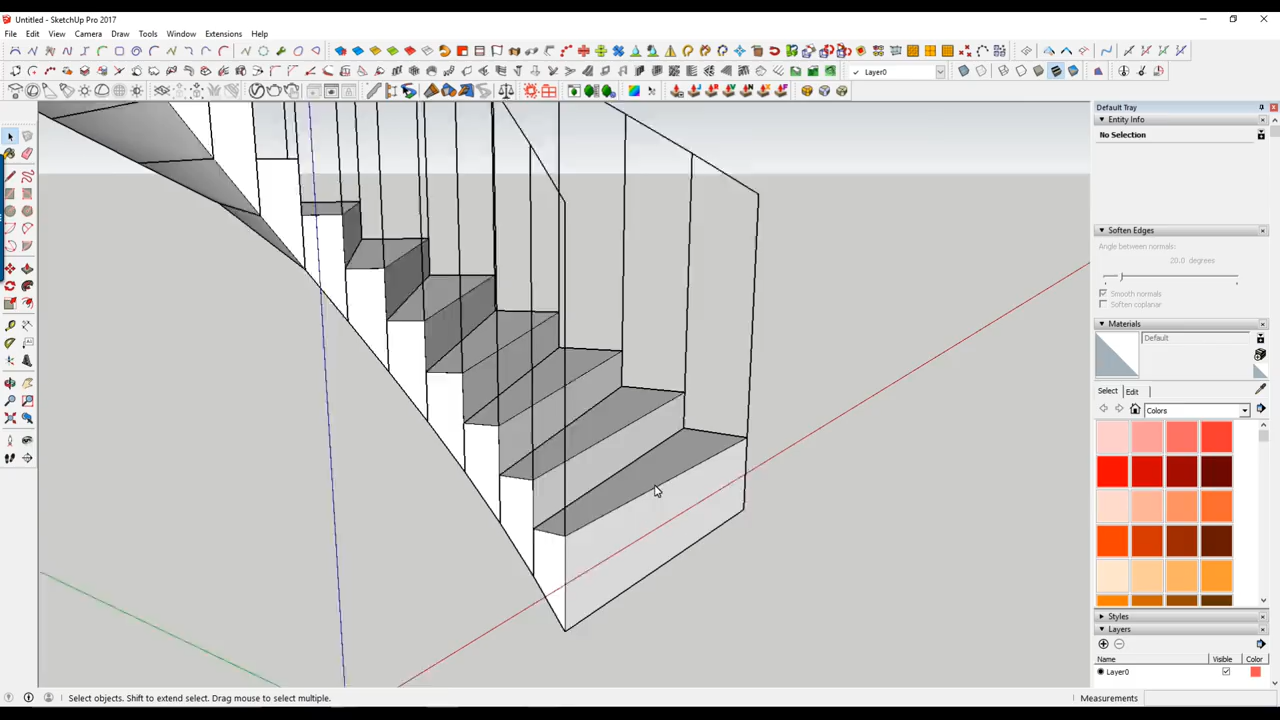 Untitled - SketchUp Pro 2017
File Edit View Camera Draw Tools Window Extensions Help
Layer0
Default Tray
Entity Info
No Selection
Soften Edges
Angle between normals:
20.0 degrees
Smooth normals
Soften coplanar
Materials
Default
Select Edit
Colors
Styles
Layers
Name Visible Color
Layer0
Select objects. Shift to extend select. Drag mouse to select multiple.
Measurements